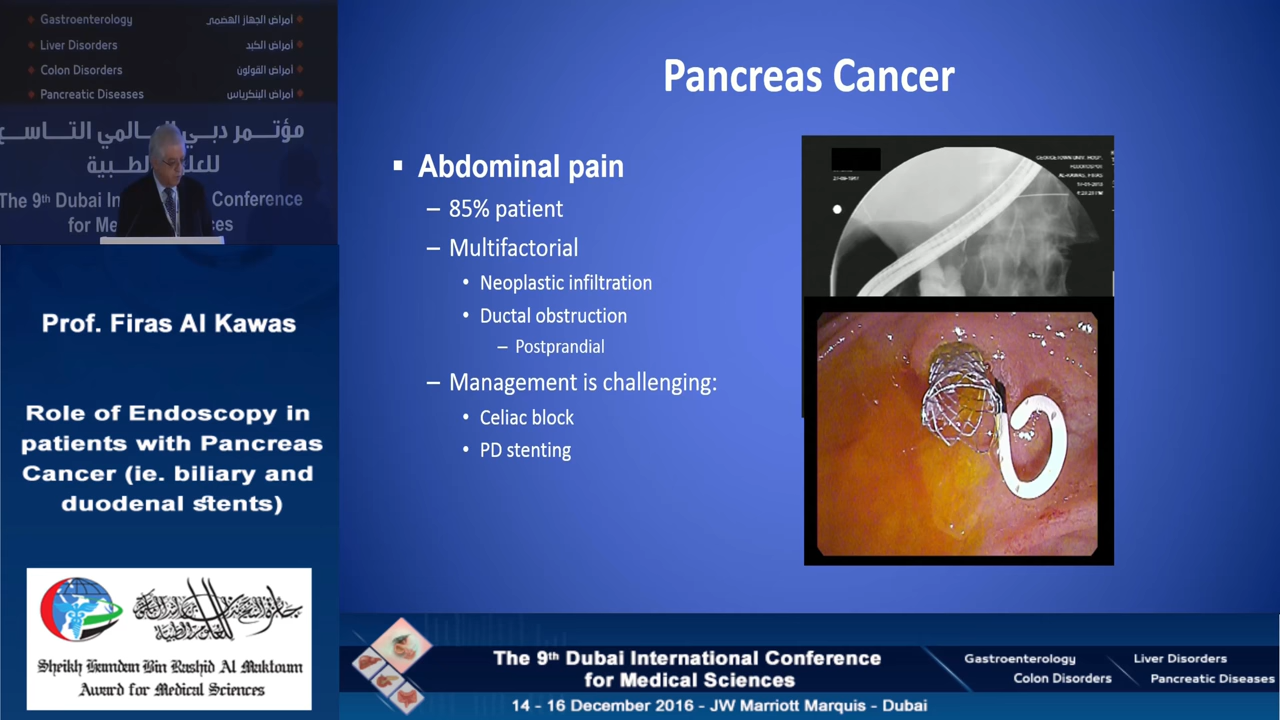 Gastroenterology أمراض الجهاز الهضمي
Liver Disorders أمراض الكبد
Colon Disorders أمراض القولون
Pancreatic Diseases أمراض البنكرياس
مؤتمر دبي العالمي التاسع
للعلوم الطبية
The 9th Dubai In Conference
for Me es
Prof. Firas Al Kawas
Role of Endoscopy in
patients with Pancreas
Cancer (ie. biliary and
duodenal stents)
Sheikh Hamdan Bin Rashid Al Maktoum
Award for Medical Sciences
Pancreas Cancer
▪ Abdominal pain
– 85% patient
– Multifactorial
• Neoplastic infiltration
• Ductal obstruction
– Postprandial
– Management is challenging:
• Celiac block
• PD stenting
The 9th Dubai International Conference
for Medical Sciences
14 - 16 December 2016 - JW Marriott Marquis - Dubai
Gastroenterology
Liver Disorders
Colon Disorders
Pancreatic Diseases